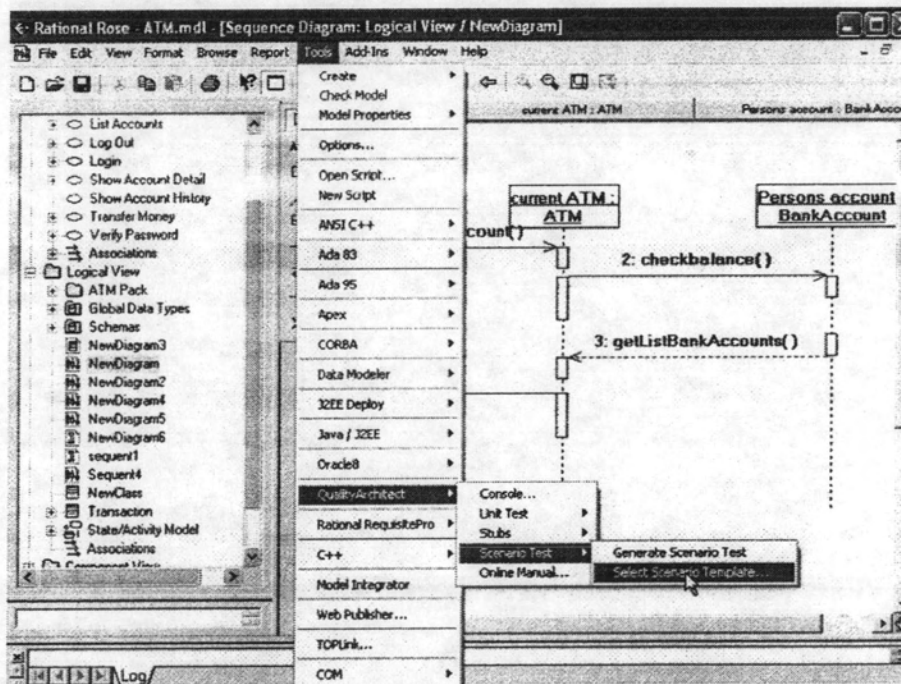 Rational Rose - ATM.mdl - [Sequence Diagram: Logical View / NewDiagram]
File Edit View Format Browse Report Tools Add-Ins Window Help
List Accounts
Log Out
Login
Show Account Detail
Show Account History
Transfer Money
Verify Password
Associations
Logical View
ATM Pack
Global Data Types
Schemas
NewDiagram3
NewDiagram
NewDiagram2
NewDiagram4
NewDiagram5
NewDiagram6
sequent1
Sequent4
NewClass
Transaction
State/Activity Model
Associations
Component View
Create
Check Model
Model Properties
Options...
Open Script...
New Script
ANSI C++
Ada 83
Ada 95
Apex
CORBA
Data Modeler
J2EE Deploy
Java / J2EE
Oracle8
QualityArchitect
Rational RequisitePro
C++
Model Integrator
Web Publisher...
TOPLink...
COM
Console...
Unit Test
Stubs
Scenario Test
Online Manual...
Generate Scenario Test
Select Scenario Template...
current ATM : ATM
Persons account : BankAccou
current ATM :
ATM
Persons account
BankAccount
count( )
2: checkbalance( )
3: getListBankAccounts( )
Log